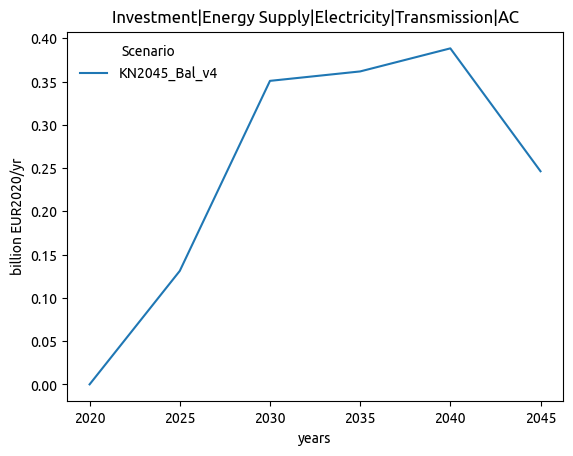 Investment|Energy Supply|Electricity|Transmission|AC
Scenario
KN2045_Bal_v4
billion EUR2020/yr
0.40
0.35
0.30
0.25
0.20
0.15
0.10
0.05
0.00
2020 2025 2030 2035 2040 2045
years